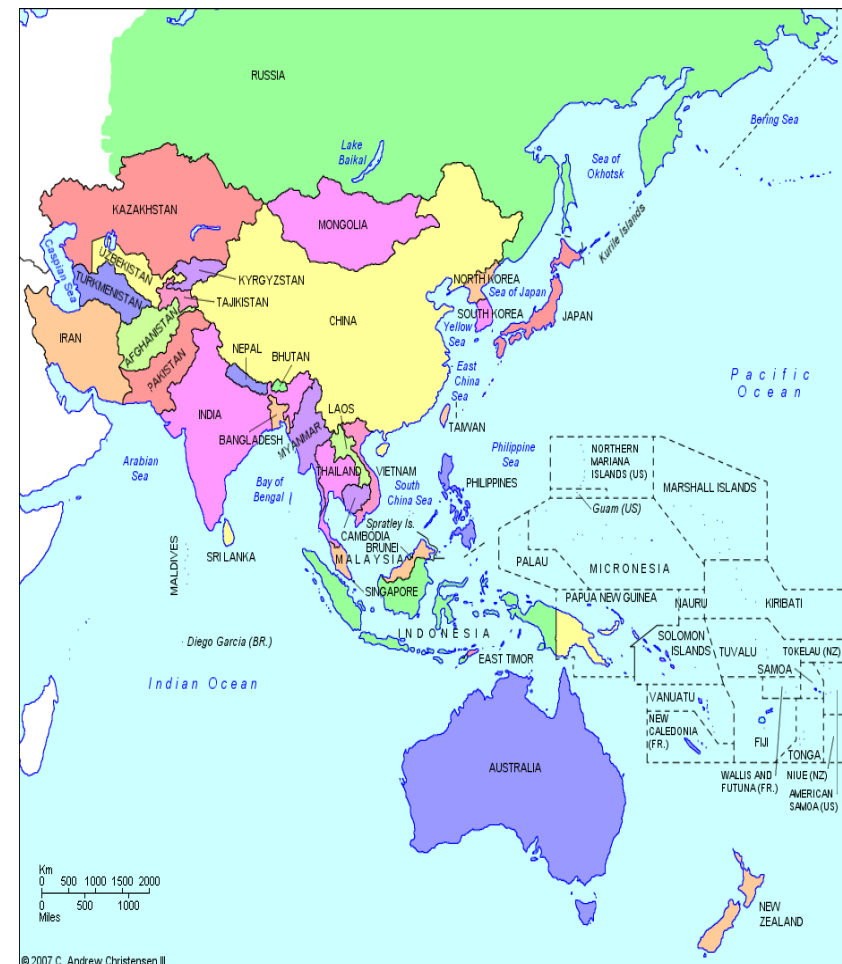 RUSSIA
Bering Sea
Lake
Baikal
Sea of
Okhotsk
KAZAKHSTAN
MONGOLIA
Kurile Islands
Caspian Sea
UZBEKISTAN
TURKMENISTAN
KYRGYZSTAN
TAJIKISTAN
NORTH KOREA
Sea of Japan
SOUTH KOREA
JAPAN
CHINA
Yellow
Sea
IRAN
AFGHANISTAN
PAKISTAN
NEPAL
BHUTAN
East
China
Sea
Pacific
Ocean
INDIA
LAOS
TAIWAN
BANGLADESH
MYANMAR
Arabian
Sea
Bay of
Bengal
THAILAND
VIETNAM
South
China Sea
Philippine
Sea
PHILIPPINES
NORTHERN
MARIANA
ISLANDS (US)
MARSHALL ISLANDS
Guam (US)
Spratley Is.
CAMBODIA
BRUNEI
MALAYSIA
SRI LANKA
MALDIVES
PALAU
MICRONESIA
SINGAPORE
PAPUA NEW GUINEA
NAURU
KIRIBATI
INDONESIA
Diego Garcia (BR.)
SOLOMON
ISLANDS
TUVALU
TOKELAU (NZ)
EAST TIMOR
SAMOA
Indian Ocean
VANUATU
NEW
CALEDONIA
(FR.)
FIJI
TONGA
AUSTRALIA
WALLIS AND
FUTUNA (FR.)
NIUE (NZ)
AMERICAN
SAMOA (US)
Km
0 500 1000 1500 2000
0 500 1000
Miles
NEW
ZEALAND
© 2007 C. Andrew Christensen III